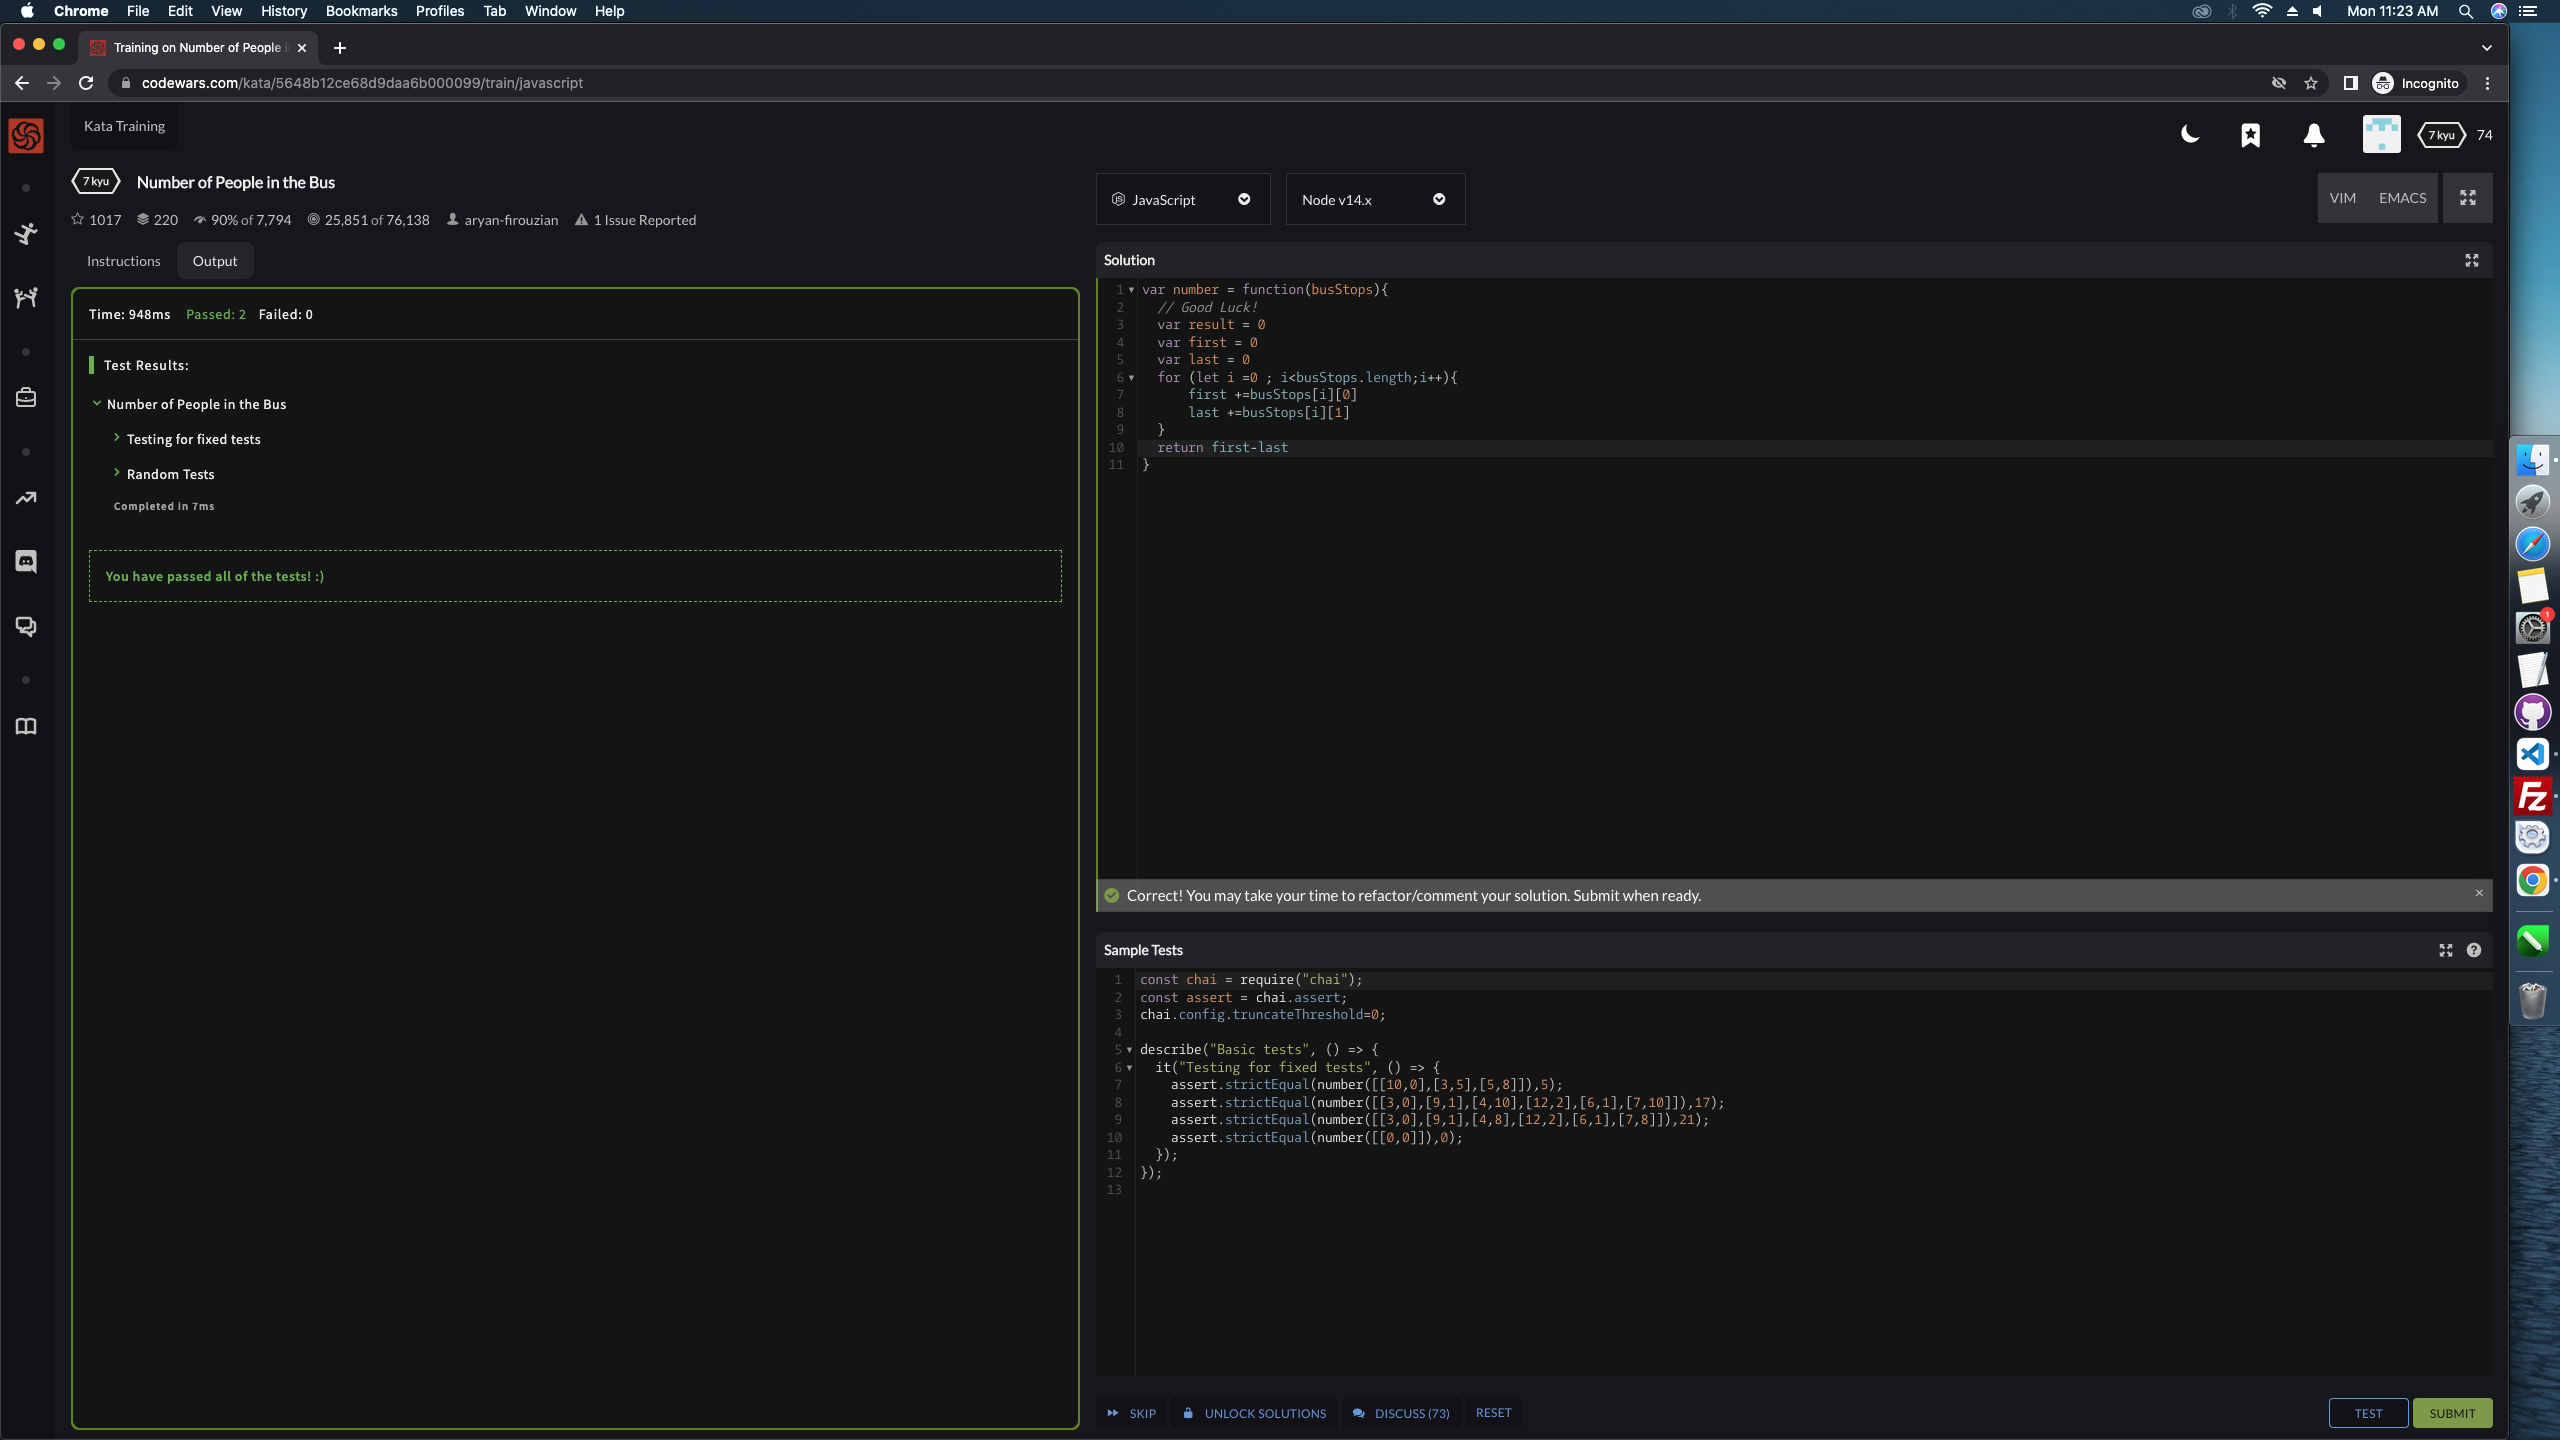 Chrome File Edit View History Bookmarks Profiles Tab Window Help
Mon 11:23 AM
Training on Number of People i
codewars.com/kata/5648b12ce68d9daa6b000099/train/javascript
Incognito
Kata Training
7 kyu 74
7 kyu Number of People in the Bus
1017 220 90% of 7,794 25,851 of 76,138 aryan-firouzian 1 Issue Reported
Instructions Output
Time: 948ms Passed: 2 Failed: 0
Test Results:
Number of People in the Bus
Testing for fixed tests
Random Tests
Completed in 7ms
You have passed all of the tests! :)
JavaScript Node v14.x
VIM EMACS
Solution
1 var number = function(busStops){
2 // Good Luck!
3 var result = 0
4 var first = 0
5 var last = 0
6 for (let i =0 ; i<busStops.length;i++){
7 first +=busStops[i][0]
8 last +=busStops[i][1]
9 }
10 return first-last
11 }
Correct! You may take your time to refactor/comment your solution. Submit when ready.
Sample Tests
1 const chai = require("chai");
2 const assert = chai.assert;
3 chai.config.truncateThreshold=0;
4
5 describe("Basic tests", () => {
6 it("Testing for fixed tests", () => {
7 assert.strictEqual(number([[10,0],[3,5],[5,8]]),5);
8 assert.strictEqual(number([[3,0],[9,1],[4,10],[12,2],[6,1],[7,10]]),17);
9 assert.strictEqual(number([[3,0],[9,1],[4,8],[12,2],[6,1],[7,8]]),21);
10 assert.strictEqual(number([[0,0]]),0);
11 });
12 });
13
SKIP UNLOCK SOLUTIONS DISCUSS (73) RESET
TEST SUBMIT
1
Fz